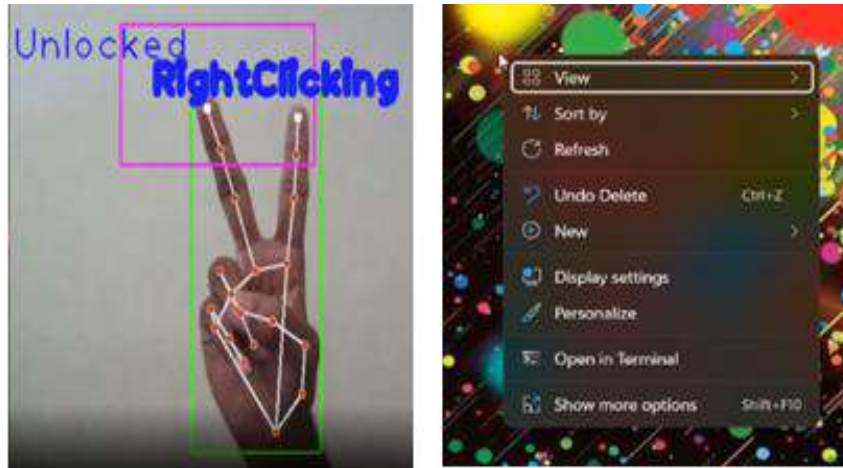 Unlocked
RightClicking
View
Sort by
Refresh
Undo Delete Ctrl+Z
New
Display settings
Personalize
Open in Terminal
Show more options Shift+F10